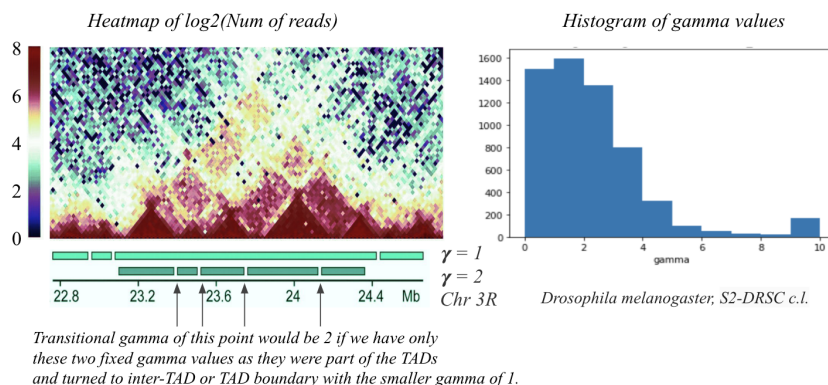 Heatmap of log2(Num of reads)
Histogram of gamma values
8
6
4
2
0
γ = 1
γ = 2
22.8 23.2 23.6 24 24.4 Mb Chr 3R
Transitional gamma of this point would be 2 if we have only
these two fixed gamma values as they were part of the TADs
and turned to inter-TAD or TAD boundary with the smaller gamma of 1.
1600
1400
1200
1000
800
600
400
200
0
0 2 4 6 8 10
gamma
Drosophila melanogaster, S2-DRSC c.l.